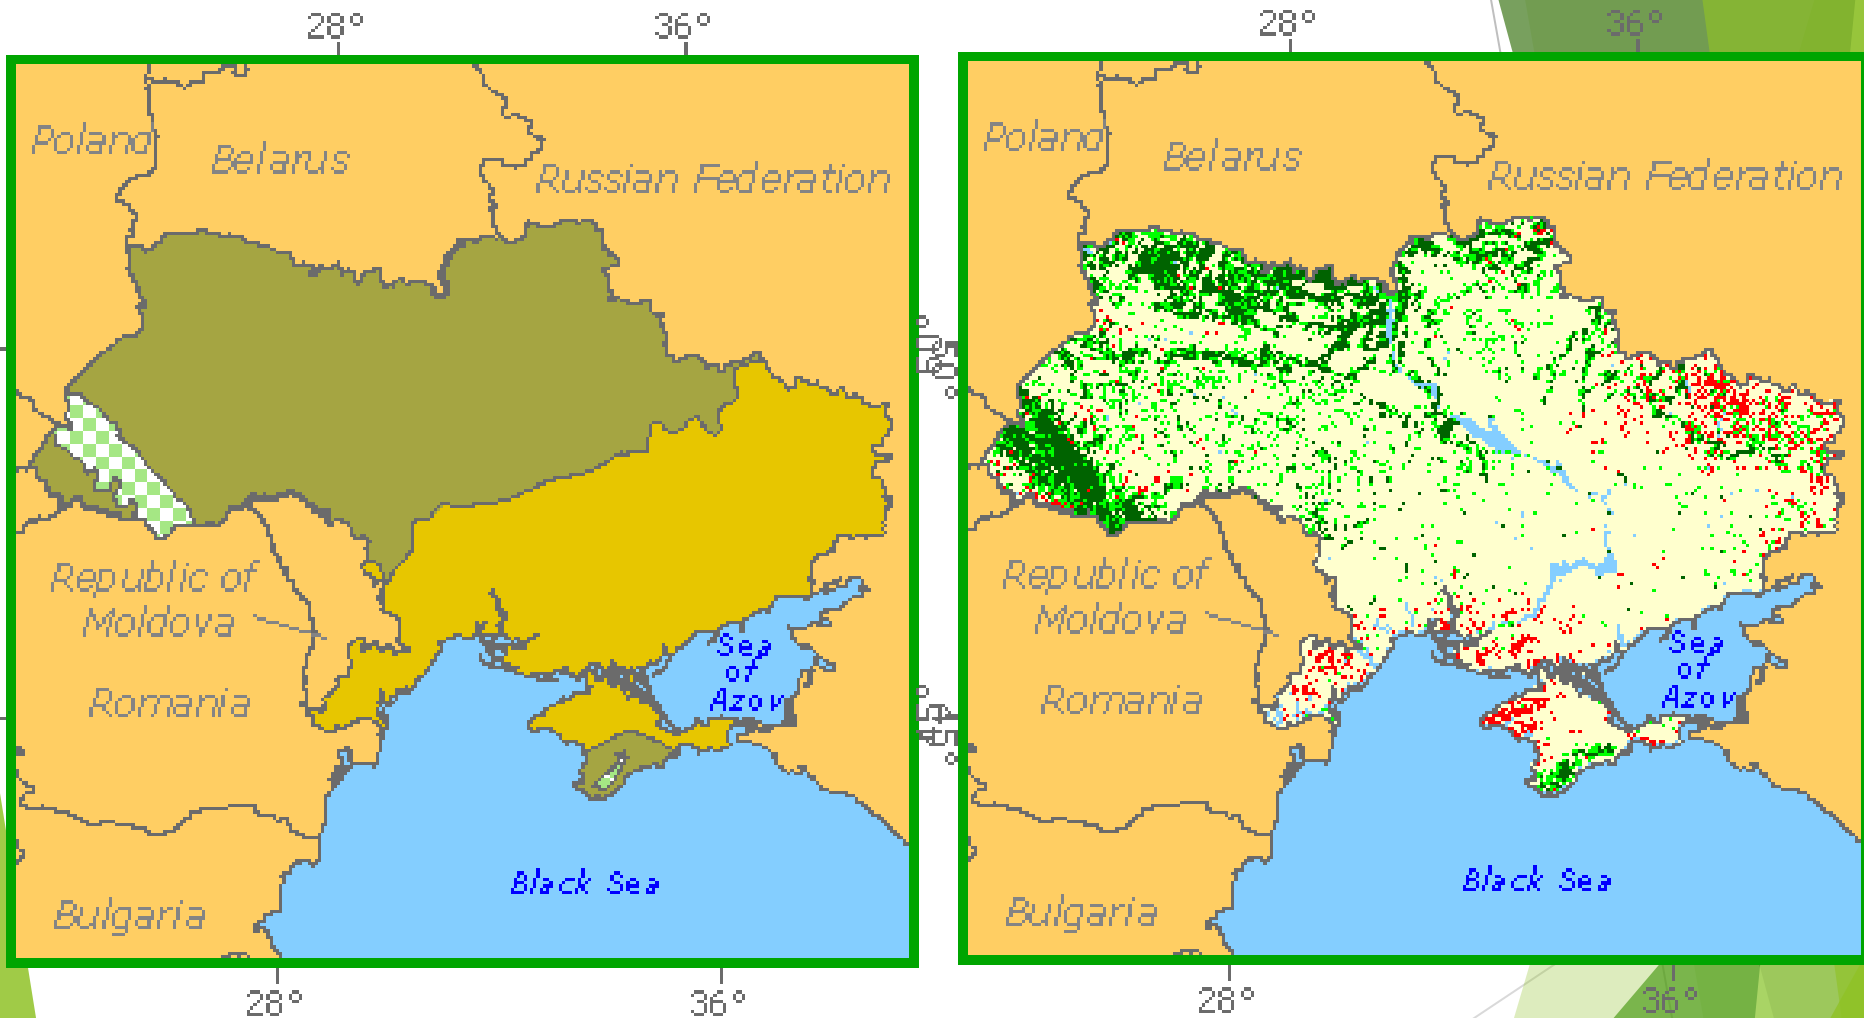 28°
36°
Poland
Belarus
Russian Federation
Republic of
Moldova
Romania
Bulgaria
Sea
of
Azov
Black Sea
28°
36°
28°
36°
Poland
Belarus
Russian Federation
Republic of
Moldova
Romania
Bulgaria
Sea
of
Azov
Black Sea
28°
36°